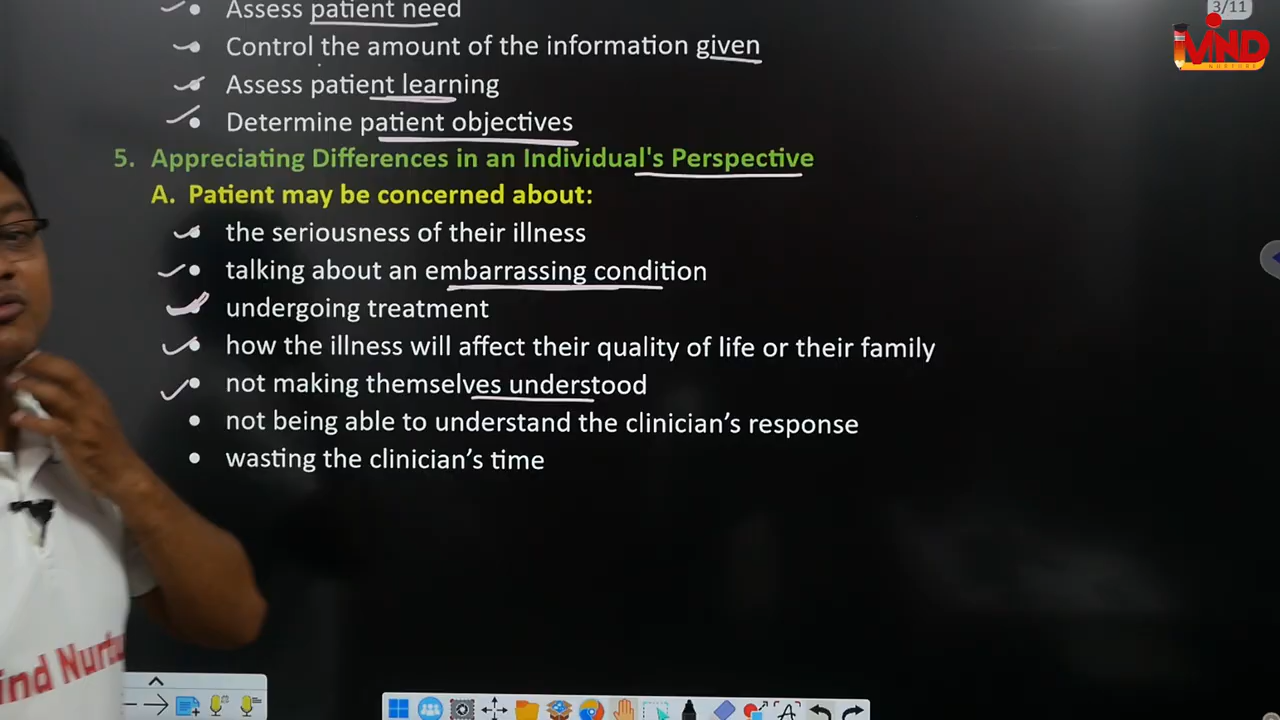 3/11
MIND
NURTURE
• Assess patient need
• Control the amount of the information given
• Assess patient learning
• Determine patient objectives
5. Appreciating Differences in an Individual's Perspective
A. Patient may be concerned about:
• the seriousness of their illness
• talking about an embarrassing condition
• undergoing treatment
• how the illness will affect their quality of life or their family
• not making themselves understood
• not being able to understand the clinician’s response
• wasting the clinician’s time
ind Nurtu